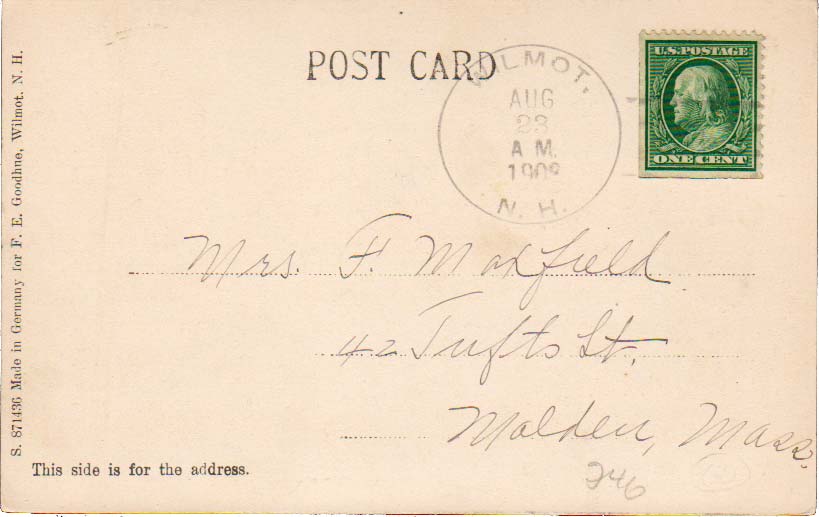 POST CARD
WILMOT,
AUG
23
A M.
1909
N. H.
U.S. POSTAGE
ONE CENT
Mrs. F. Maxfield
42 Tufts St.
Malden, Mass.
246
This side is for the address.
S. 871436 Made in Germany for F. E. Goodhue, Wilmot, N. H.